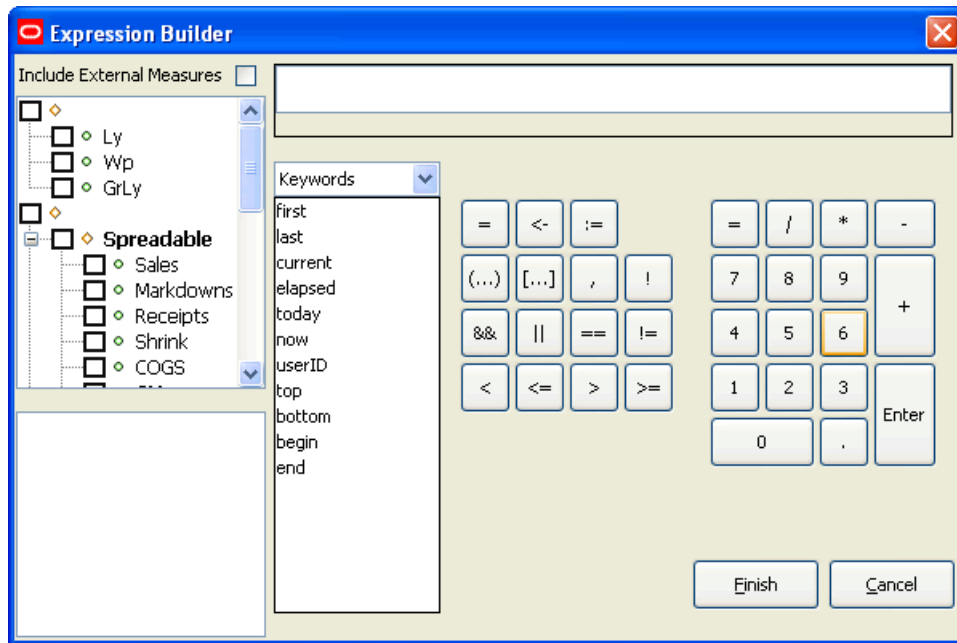 Expression Builder
Include External Measures
Ly
Wp
GrLy
Spreadable
Sales
Markdowns
Receipts
Shrink
COGS
Keywords
first
last
current
elapsed
today
now
userID
top
bottom
begin
end
= <- :=
(...) [...] , !
&& || == !=
< <= > >=
= / * -
7 8 9 +
4 5 6
1 2 3 Enter
0 .
Finish Cancel